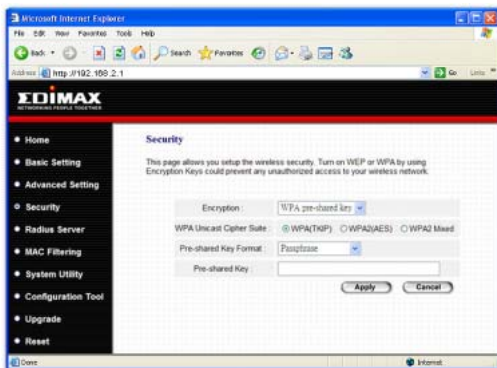 Microsoft Internet Explorer
File Edit View Favorites Tools Help
Back Search Favorites
Address http://192.168.2.1 Go Links
EDIMAX
NETWORKING PEOPLE TOGETHER
Home
Basic Setting
Advanced Setting
Security
Radius Server
MAC Filtering
System Utility
Configuration Tool
Upgrade
Reset
Security
This page allows you setup the wireless security. Turn on WEP or WPA by using
Encryption Keys could prevent any unauthorized access to your wireless network.
Encryption : WPA pre-shared key
WPA Unicast Cipher Suite : WPA(TKIP) WPA2(AES) WPA2 Mixed
Pre-shared Key Format : Passphrase
Pre-shared Key :
Apply Cancel
Done Internet